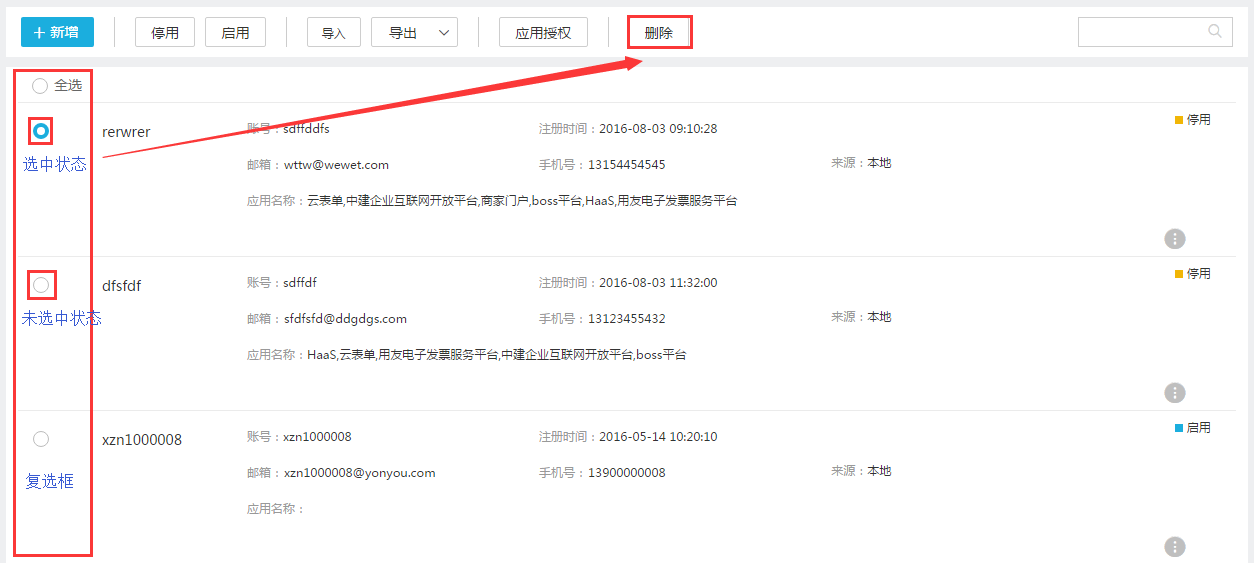 + 新增 停用 启用 导入 导出 应用授权 删除
全选
rerwrer 账号：sdffddfs 注册时间：2016-08-03 09:10:28 停用
选中状态 邮箱：wttw@wewet.com 手机号：13154454545 来源：本地
应用名称：云表单,中建企业互联网开放平台,商家门户,boss平台,HaaS,用友电子发票服务平台
dfsfdf 账号：sdffdf 注册时间：2016-08-03 11:32:00 停用
未选中状态 邮箱：sfdfsfd@ddgdgs.com 手机号：13123455432 来源：本地
应用名称：HaaS,云表单,用友电子发票服务平台,中建企业互联网开放平台,boss平台
xzn1000008 账号：xzn1000008 注册时间：2016-05-14 10:20:10 启用
复选框 邮箱：xzn1000008@yonyou.com 手机号：13900000008 来源：本地
应用名称：